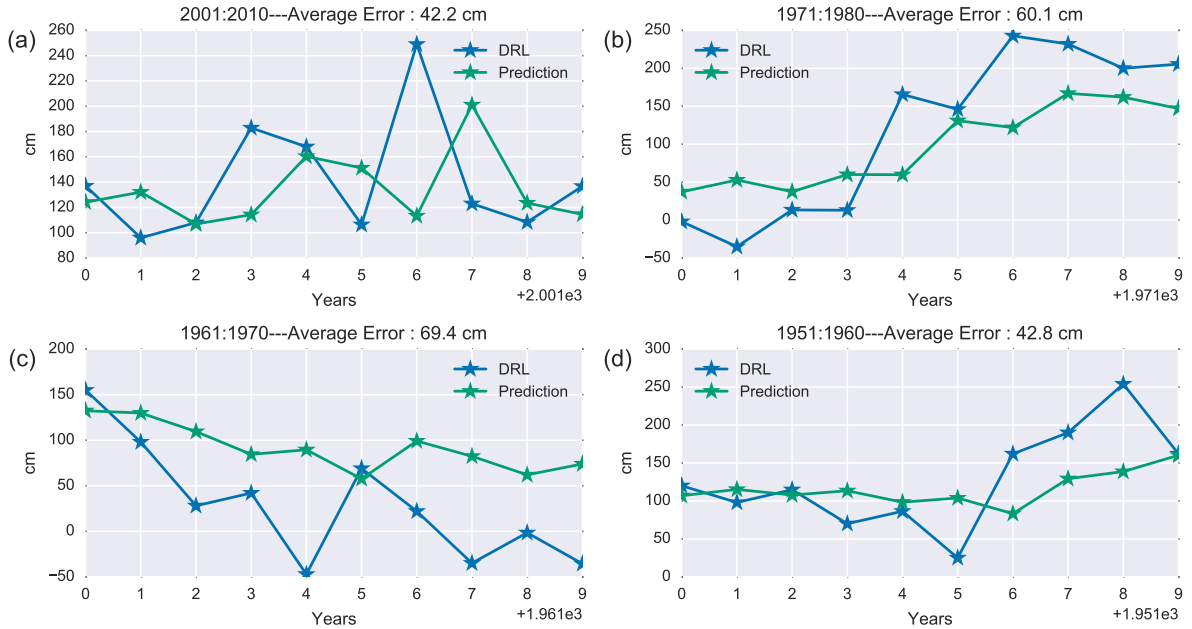 (a)
2001:2010---Average Error : 42.2 cm
260
240
220
200
180
160
140
120
100
80
cm
DRL
Prediction
0 1 2 3 4 5 6 7 8 9
Years
+2.001e3
(b)
1971:1980---Average Error : 60.1 cm
250
200
150
100
50
0
−50
cm
DRL
Prediction
0 1 2 3 4 5 6 7 8 9
Years
+1.971e3
(c)
1961:1970---Average Error : 69.4 cm
200
150
100
50
0
−50
cm
DRL
Prediction
0 1 2 3 4 5 6 7 8 9
Years
+1.961e3
(d)
1951:1960---Average Error : 42.8 cm
300
250
200
150
100
50
0
cm
DRL
Prediction
0 1 2 3 4 5 6 7 8 9
Years
+1.951e3